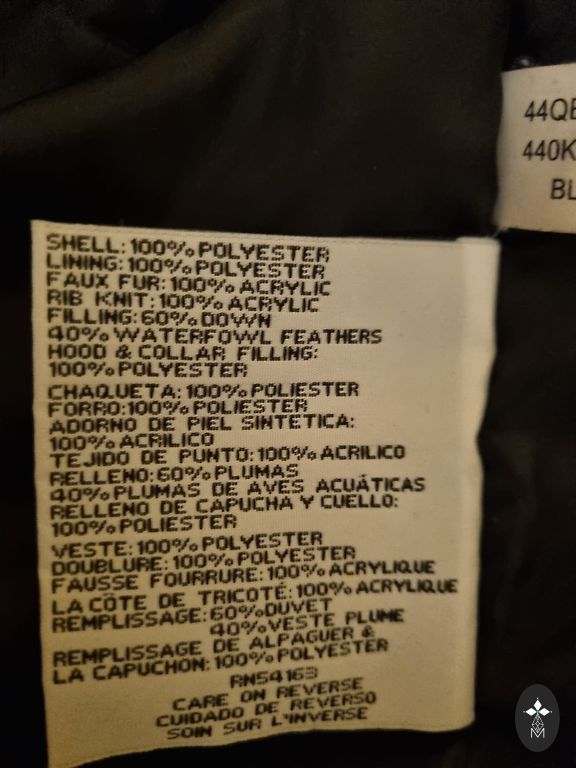 44QB
440K
BL
SHELL: 100% POLYESTER
LINING: 100% POLYESTER
FAUX FUR: 100% ACRYLIC
RIB KNIT: 100% ACRYLIC
FILLING: 60% DOWN
40% WATERFOWL FEATHERS
HOOD & COLLAR FILLING:
100% POLYESTER
CHAQUETA: 100% POLIESTER
FORRO: 100% POLIESTER
ADORNO DE PIEL SINTETICA:
100% ACRILICO
TEJIDO DE PUNTO: 100% ACRILICO
RELLENO: 60% PLUMAS
40% PLUMAS DE AVES ACUÁTICAS
RELLENO DE CAPUCHA Y CUELLO:
100% POLIESTER
VESTE: 100% POLYESTER
DOUBLURE: 100% POLYESTER
FAUSSE FOURRURE: 100% ACRYLIQUE
LA CÔTE DE TRICOTÉ: 100% ACRYLIQUE
REMPLISSAGE: 60% DUVET
40% VESTE PLUME
REMPLISSAGE DE ALPAGUER &
LA CAPUCHON: 100% POLYESTER
RN54163
CARE ON REVERSE
CUIDADO DE REVERSO
SOIN SUR L'INVERSE
M